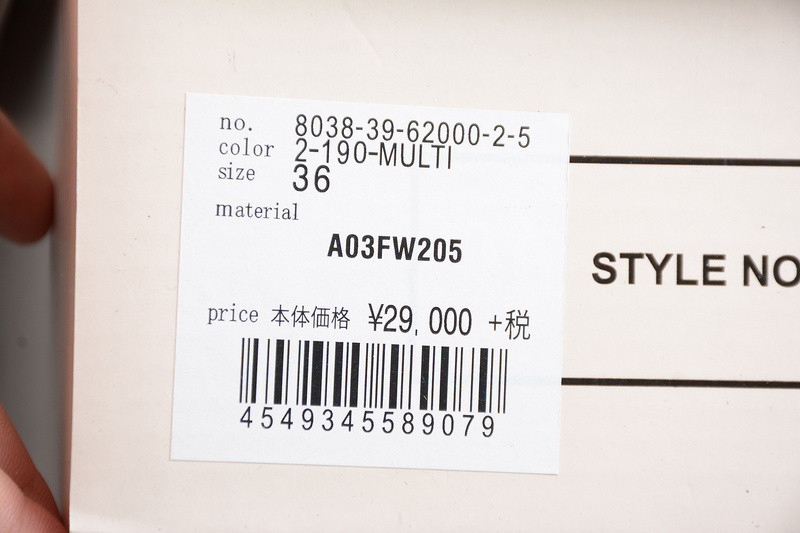 no. 8038-39-62000-2-5
color 2-190-MULTI
size 36
material
A03FW205
price 本体価格 ¥29,000 +税
4549345589079
STYLE NO